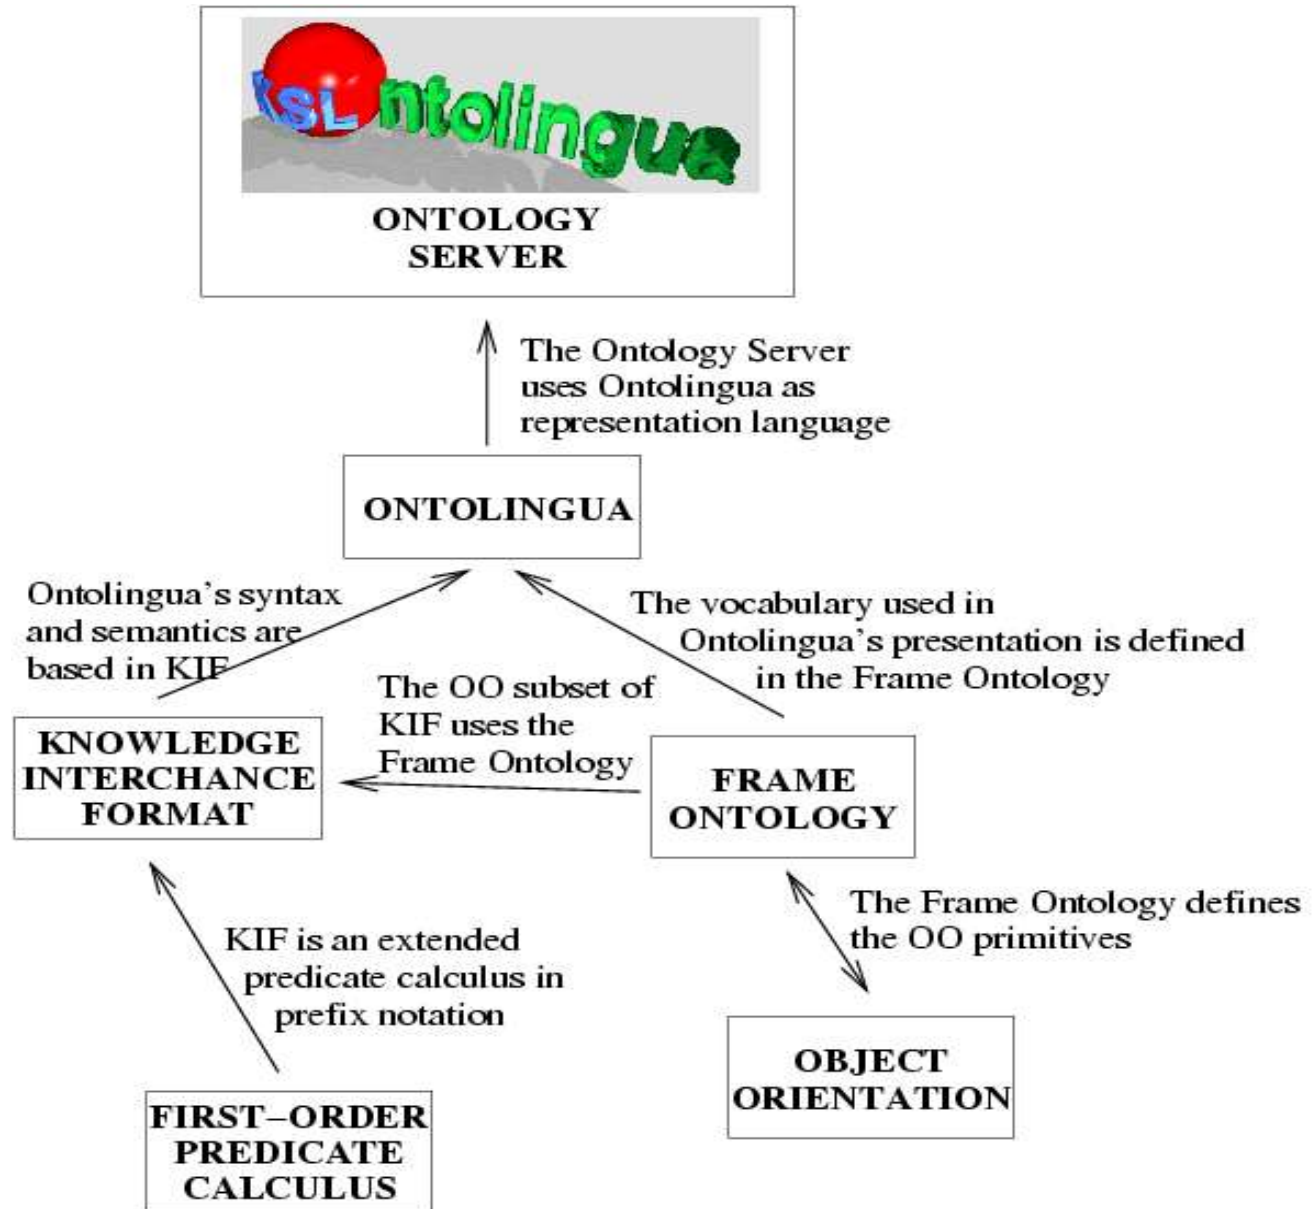 KSL Ontolingua
ONTOLOGY
SERVER
The Ontology Server
uses Ontolingua as
representation language
ONTOLINGUA
Ontolingua's syntax
and semantics are
based in KIF
The vocabulary used in
Ontolingua's presentation is defined
in the Frame Ontology
The OO subset of
KIF uses the
Frame Ontology
KNOWLEDGE
INTERCHANCE
FORMAT
FRAME
ONTOLOGY
The Frame Ontology defines
the OO primitives
KIF is an extended
predicate calculus in
prefix notation
OBJECT
ORIENTATION
FIRST−ORDER
PREDICATE
CALCULUS